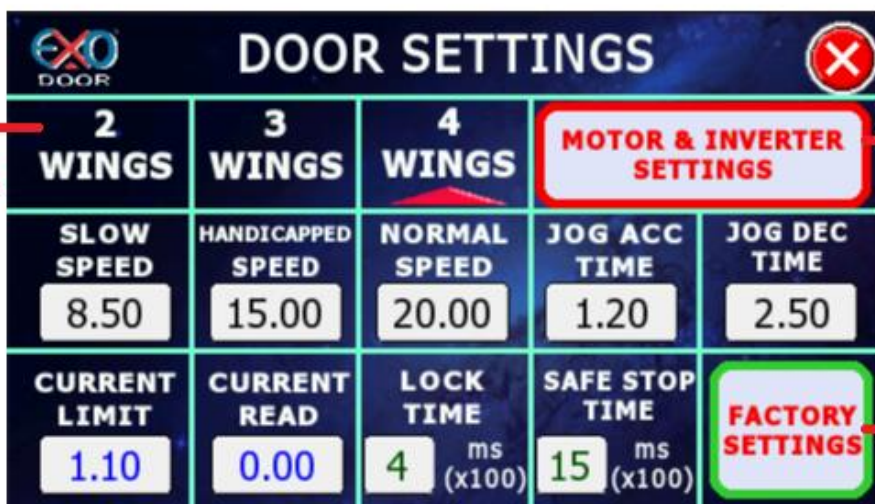 EXO
DOOR
DOOR SETTINGS
X
2
WINGS
3
WINGS
4
WINGS
MOTOR & INVERTER
SETTINGS
SLOW
SPEED
8.50
HANDICAPPED
SPEED
15.00
NORMAL
SPEED
20.00
JOG ACC
TIME
1.20
JOG DEC
TIME
2.50
CURRENT
LIMIT
1.10
CURRENT
READ
0.00
LOCK
TIME
4 ms
(x100)
SAFE STOP
TIME
15 ms
(x100)
FACTORY
SETTINGS